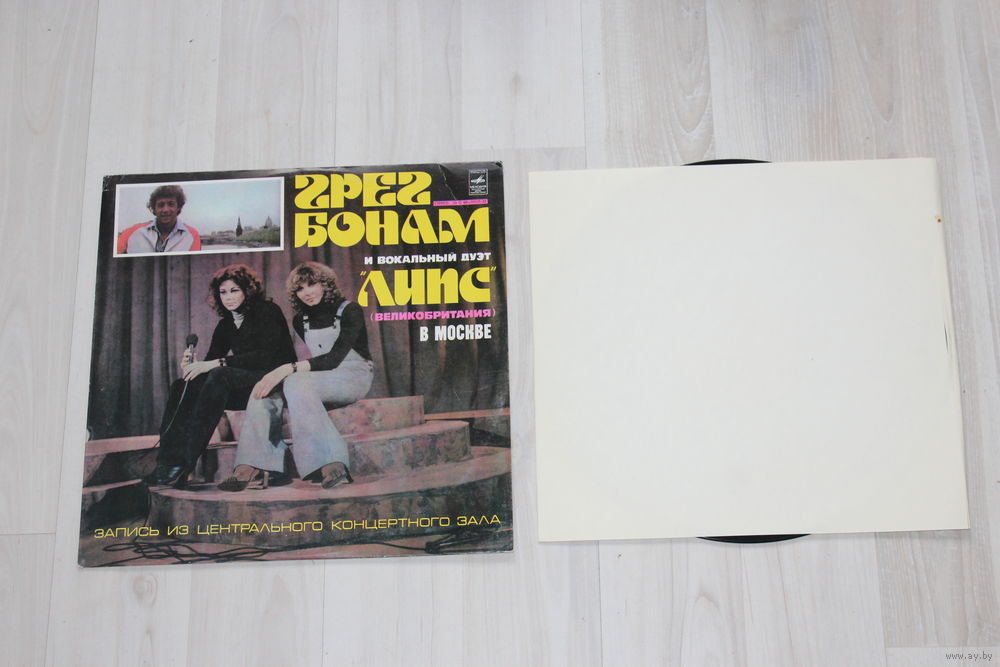 ГРЕГ
БОНАМ
И ВОКАЛЬНЫЙ ДУЭТ
"ЛИПС"
(ВЕЛИКОБРИТАНИЯ)
В МОСКВЕ
ЗАПИСЬ ИЗ ЦЕНТРАЛЬНОГО КОНЦЕРТНОГО ЗАЛА
www.ay.by